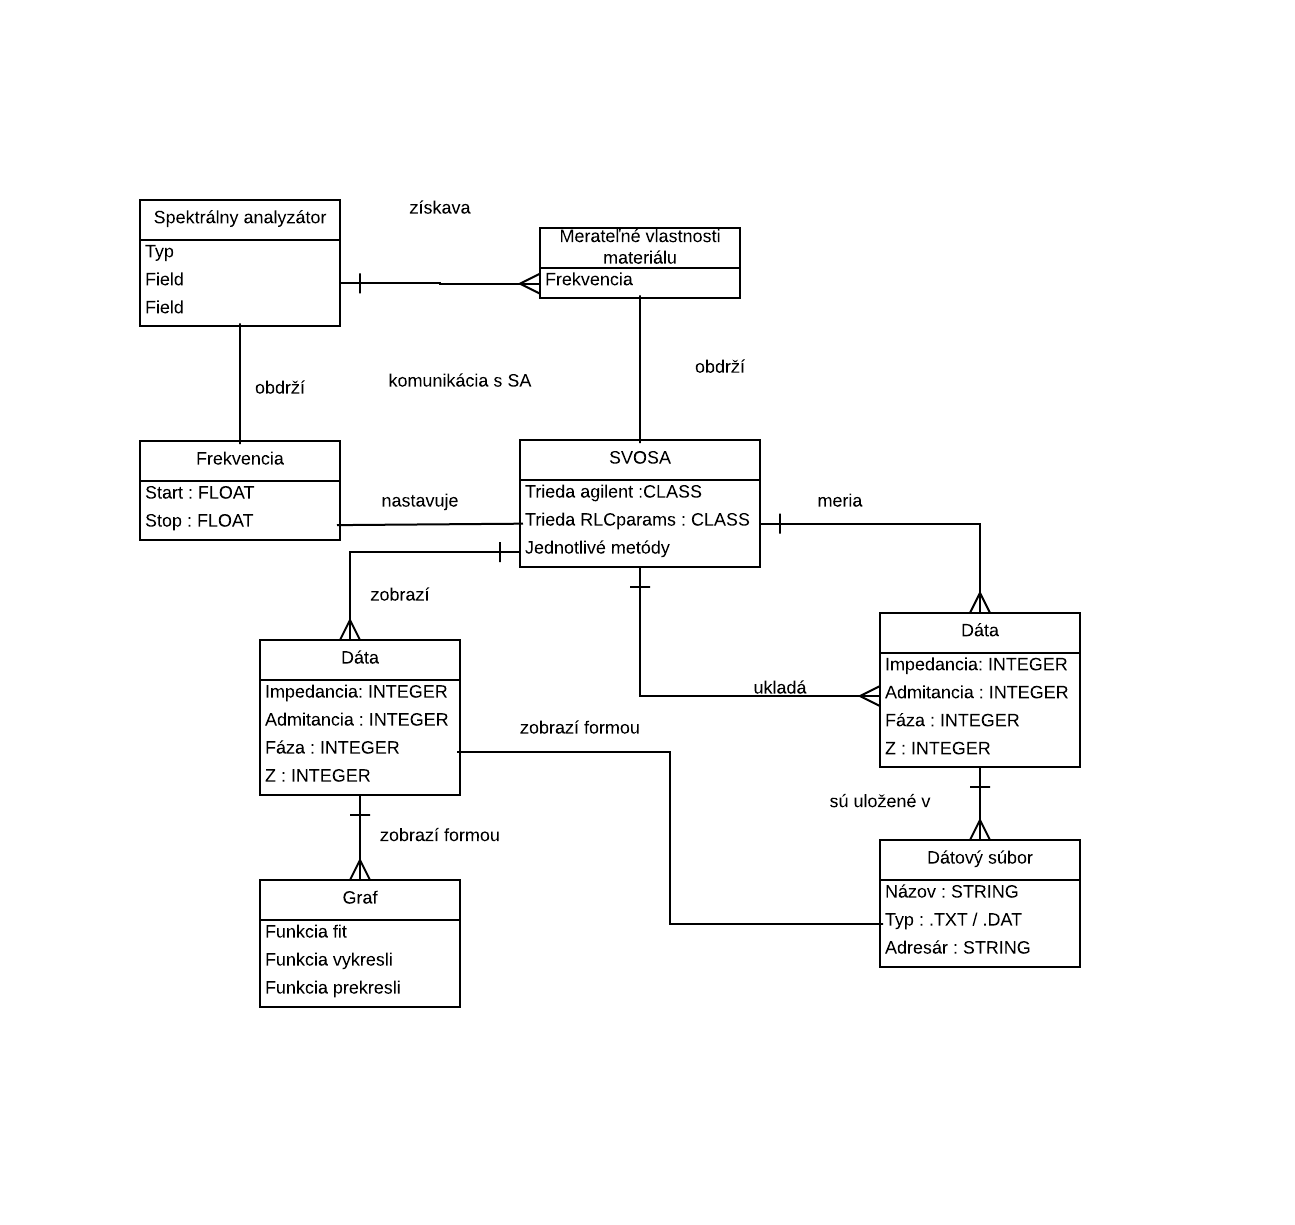 získava
Spektrálny analyzátor
Typ
Field
Field
Merateľné vlastnosti
materiálu
Frekvencia
obdrží
komunikácia s SA
obdrží
Frekvencia
Start : FLOAT
Stop : FLOAT
nastavuje
SVOSA
Trieda agilent :CLASS
Trieda RLCparams : CLASS
Jednotlivé metódy
meria
zobrazí
Dáta
Impedancia: INTEGER
Admitancia : INTEGER
Fáza : INTEGER
Z : INTEGER
ukladá
Dáta
Impedancia: INTEGER
Admitancia : INTEGER
Fáza : INTEGER
Z : INTEGER
zobrazí formou
sú uložené v
zobrazí formou
Graf
Funkcia fit
Funkcia vykresli
Funkcia prekresli
Dátový súbor
Názov : STRING
Typ : .TXT / .DAT
Adresár : STRING